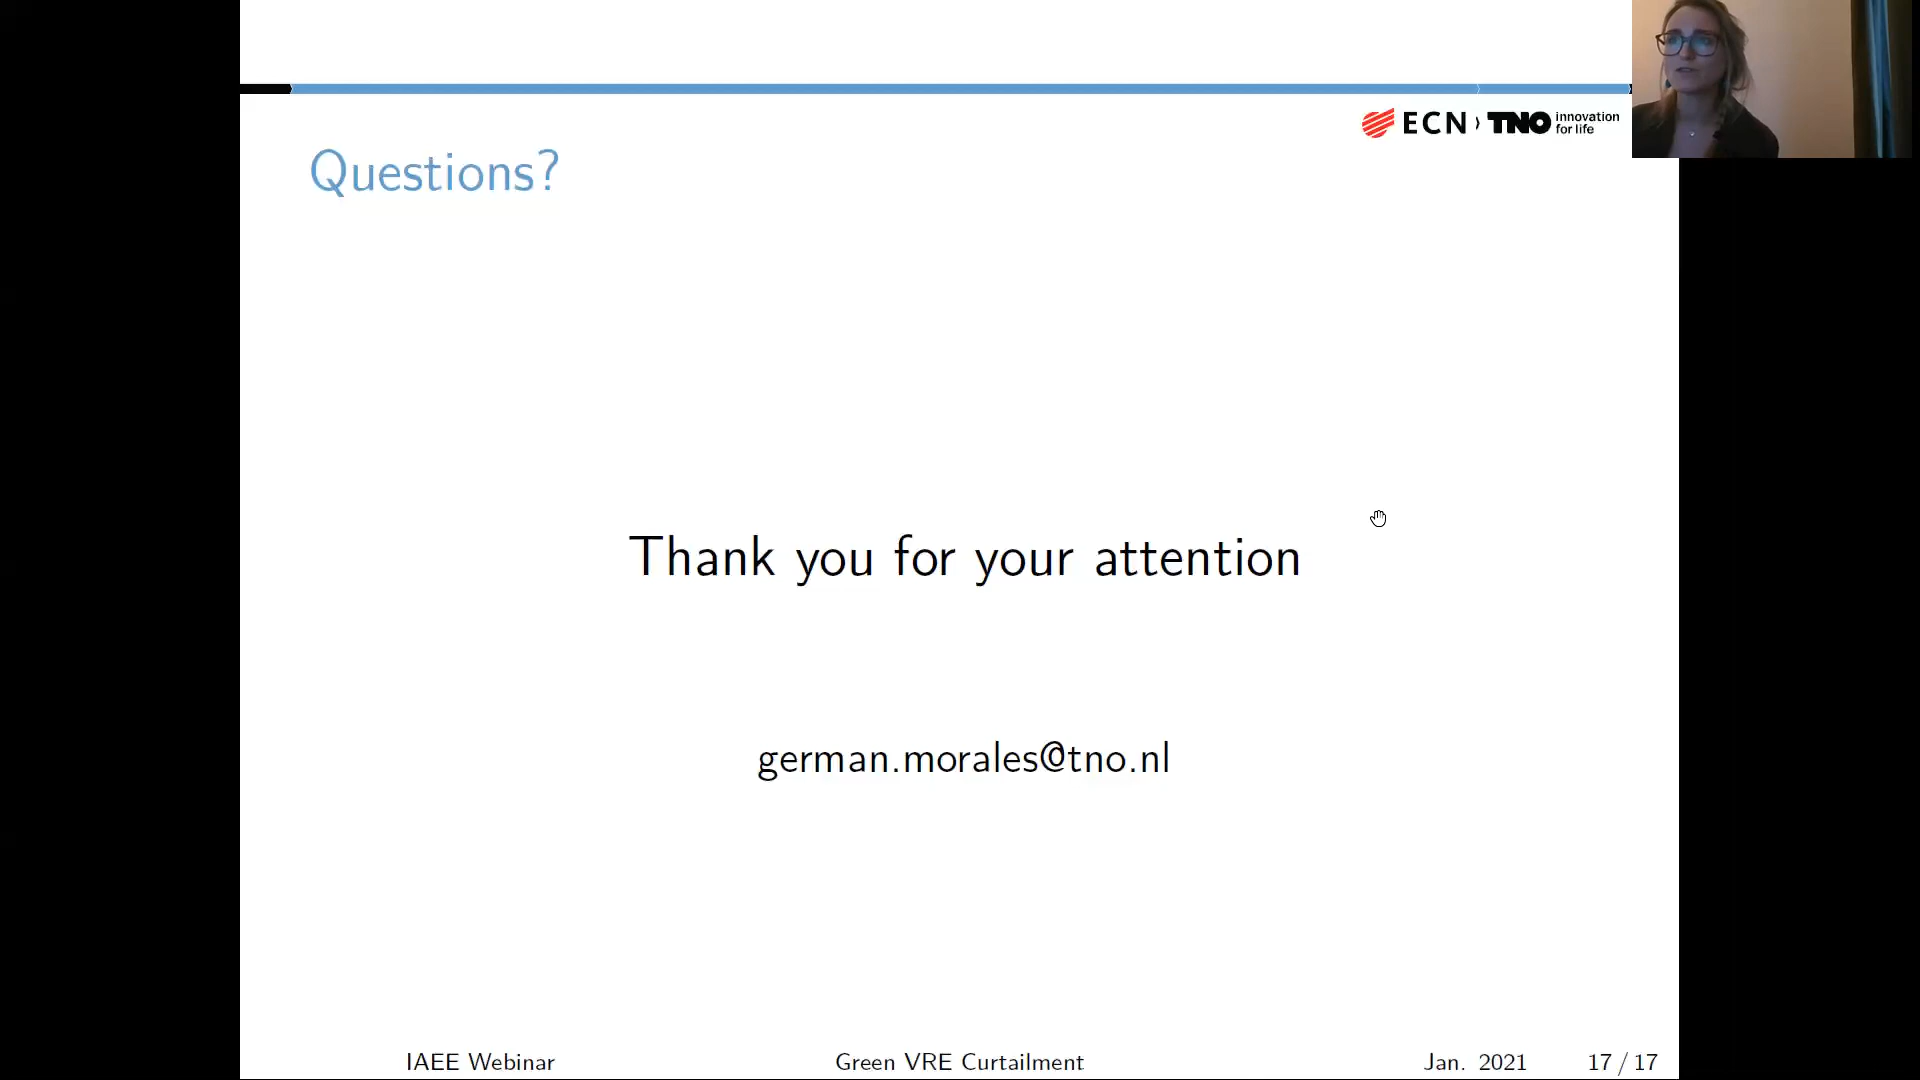 ECN › TNO innovation
for life
Questions?
Thank you for your attention
german.morales@tno.nl
IAEE Webinar Green VRE Curtailment Jan. 2021 17 / 17